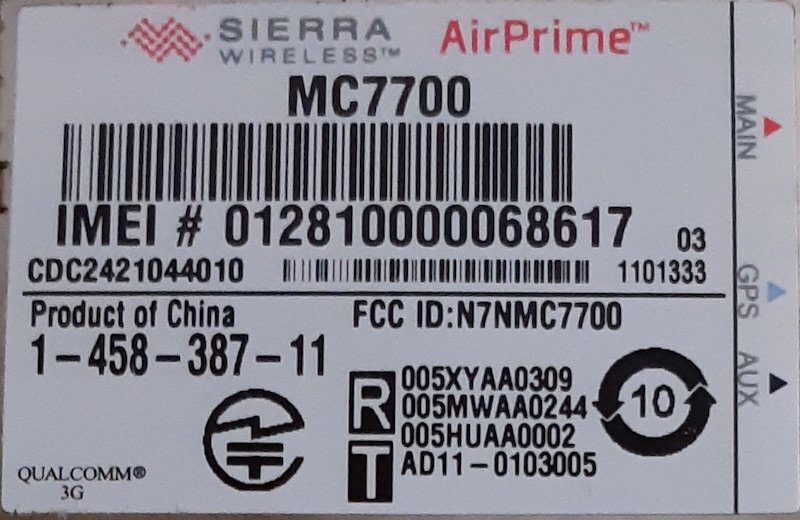 SIERRA WIRELESS™ AirPrime™
MC7700
IMEI # 012810000068617 03
CDC2421044010 1101333
Product of China FCC ID:N7NMC7700
1-458-387-11
R 005XYAA0309
005MWAA0244
005HUAA0002
T AD11-0103005
10
QUALCOMM®
3G
MAIN
GPS
AUX